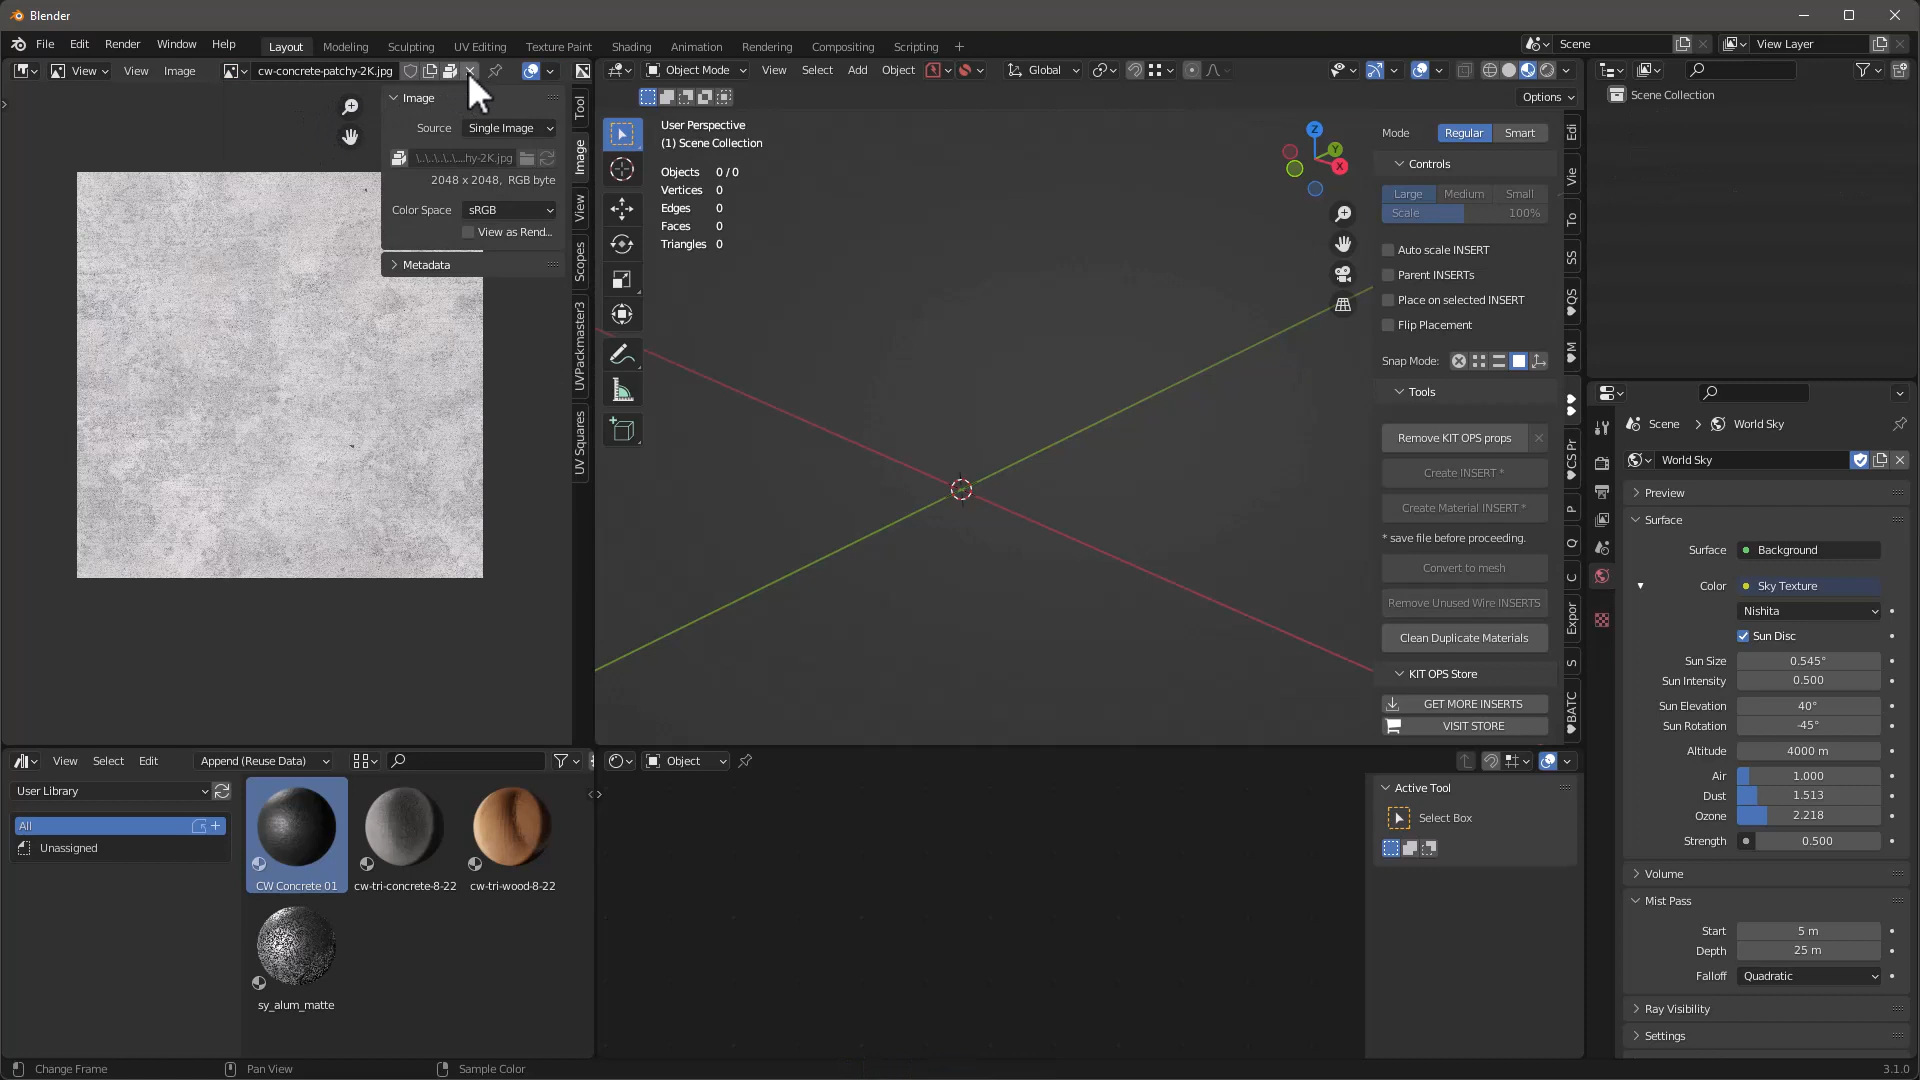 Blender
File Edit Render Window Help Layout Modeling Sculpting UV Editing Texture Paint Shading Animation Rendering Compositing Scripting + Scene View Layer
View View Image cw-concrete-patchy-2K.jpg Object Mode View Select Add Object Global
Options
Scene Collection
Image
Source Single Image
\..\..\..\..\...hy-2K.jpg
2048 x 2048, RGB byte
Color Space sRGB
View as Rend...
Metadata
Tool
Image
View
Scopes
UVPackmaster3
UV Squares
User Perspective
(1) Scene Collection
Objects 0 / 0
Vertices 0
Edges 0
Faces 0
Triangles 0
Z
Y
X
Mode Regular Smart
Controls
Large Medium Small
Scale 100%
Auto scale INSERT
Parent INSERTs
Place on selected INSERT
Flip Placement
Snap Mode:
Tools
Remove KIT OPS props
Create INSERT *
Create Material INSERT *
* save file before proceeding.
Convert to mesh
Remove Unused Wire INSERTS
Clean Duplicate Materials
KIT OPS Store
GET MORE INSERTS
VISIT STORE
Edi
Vie
To
SS
♥QS
♥M
♥♥
♥CS Pr
P
Q
C
Expor
S
♥BATC
Scene > World Sky
World Sky
Preview
Surface
Surface Background
Color Sky Texture
Nishita
Sun Disc
Sun Size 0.545°
Sun Intensity 0.500
Sun Elevation 40°
Sun Rotation -45°
Altitude 4000 m
Air 1.000
Dust 1.513
Ozone 2.218
Strength 0.500
Volume
Mist Pass
Start 5 m
Depth 25 m
Falloff Quadratic
Ray Visibility
Settings
View Select Edit Append (Reuse Data)
User Library
All
Unassigned
CW Concrete 01 cw-tri-concrete-8-22 cw-tri-wood-8-22
sy_alum_matte
Object
Active Tool
Select Box
Change Frame Pan View Sample Color 3.1.0